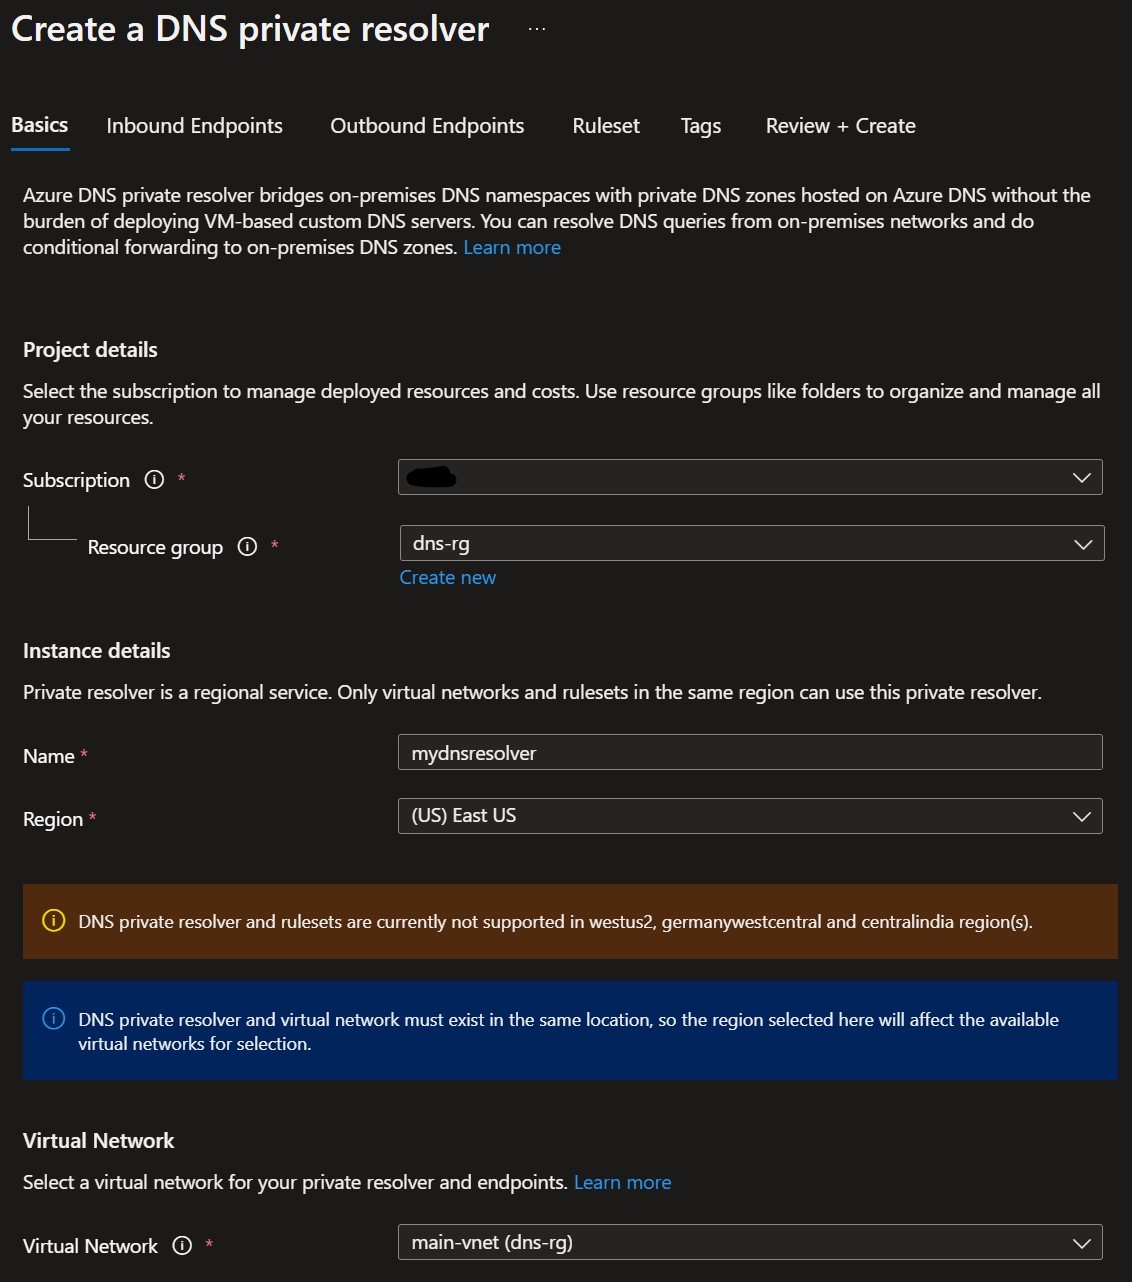 Create a DNS private resolver ...
Basics Inbound Endpoints Outbound Endpoints Ruleset Tags Review + Create
Azure DNS private resolver bridges on-premises DNS namespaces with private DNS zones hosted on Azure DNS without the
burden of deploying VM-based custom DNS servers. You can resolve DNS queries from on-premises networks and do
conditional forwarding to on-premises DNS zones. Learn more
Project details
Select the subscription to manage deployed resources and costs. Use resource groups like folders to organize and manage all
your resources.
Subscription *
Resource group * dns-rg
Create new
Instance details
Private resolver is a regional service. Only virtual networks and rulesets in the same region can use this private resolver.
Name * mydnsresolver
Region * (US) East US
DNS private resolver and rulesets are currently not supported in westus2, germanywestcentral and centralindia region(s).
DNS private resolver and virtual network must exist in the same location, so the region selected here will affect the available
virtual networks for selection.
Virtual Network
Select a virtual network for your private resolver and endpoints. Learn more
Virtual Network * main-vnet (dns-rg)